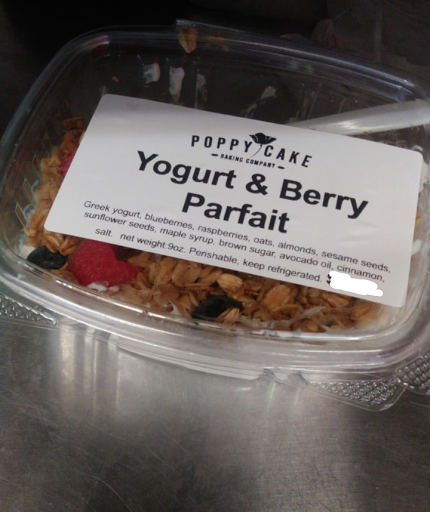 POPPY CAKE
BAKING COMPANY
Yogurt & Berry
Parfait
Greek yogurt, blueberries, raspberries, oats, almonds, sesame seeds,
sunflower seeds, maple syrup, brown sugar, avocado oil, cinnamon,
salt. net weight:9oz. Perishable, keep refrigerated.